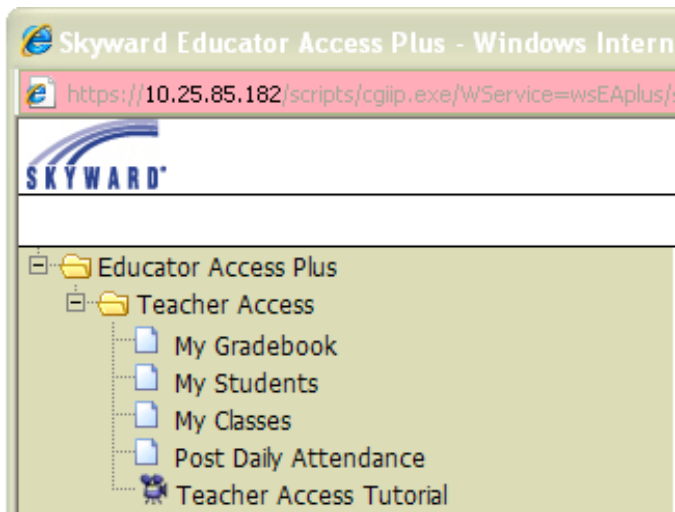 Skyward Educator Access Plus - Windows Intern
https://10.25.85.182/scripts/cgiip.exe/WService=wsEAplus/
SKYWARD
Educator Access Plus
Teacher Access
My Gradebook
My Students
My Classes
Post Daily Attendance
Teacher Access Tutorial